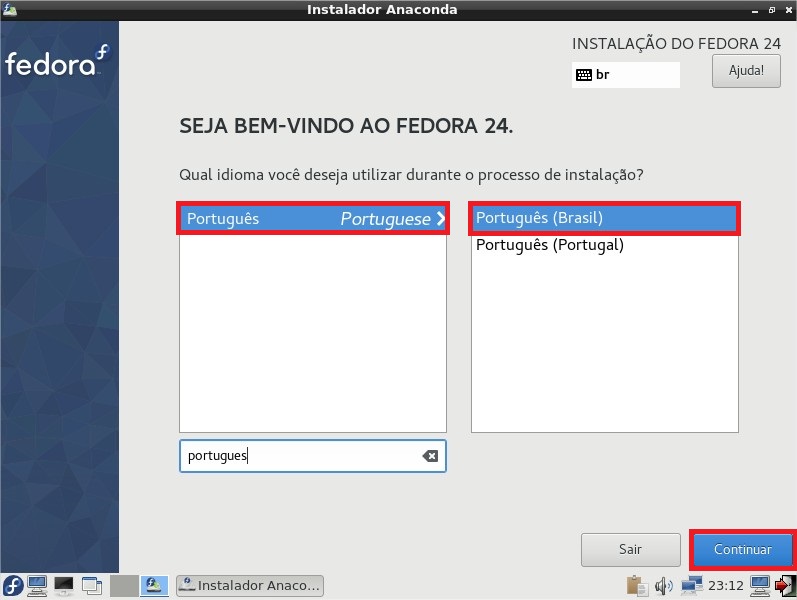 Instalador Anaconda
fedora
INSTALAÇÃO DO FEDORA 24
br
Ajuda!
SEJA BEM-VINDO AO FEDORA 24.
Qual idioma você deseja utilizar durante o processo de instalação?
Português Portuguese
Português (Brasil)
Português (Portugal)
portugues
Sair
Continuar
Instalador Anaco...
23:12